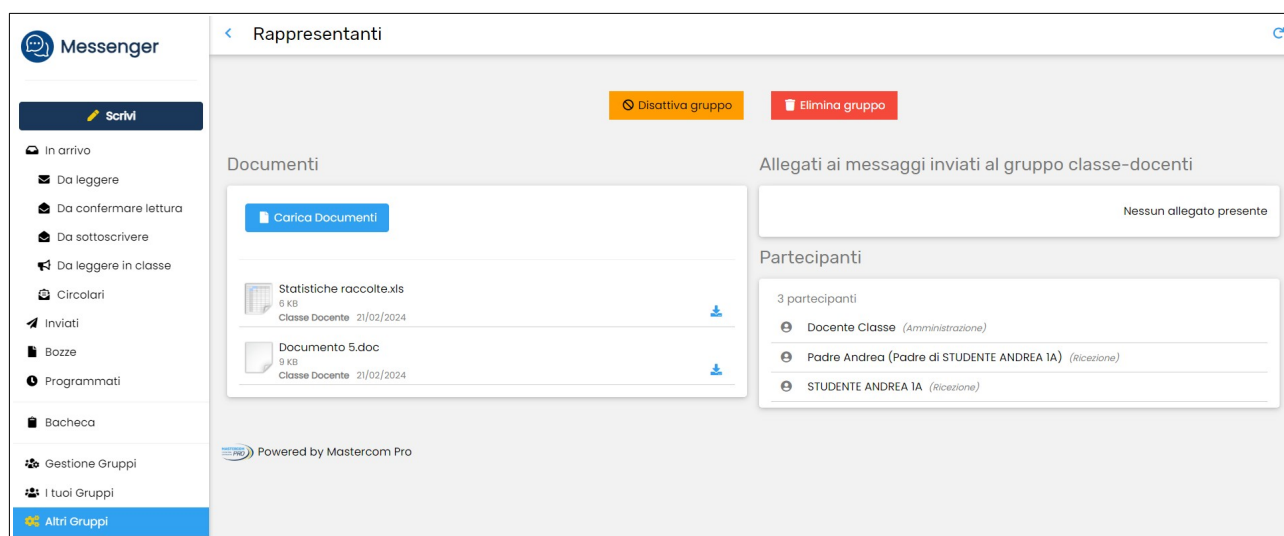 Messenger
Scrivi
In arrivo
Da leggere
Da confermare lettura
Da sottoscrivere
Da leggere in classe
Circolari
Inviati
Bozze
Programmati
Bacheca
Gestione Gruppi
I tuoi Gruppi
Altri Gruppi
Rappresentanti
Disattiva gruppo
Elimina gruppo
Documenti
Carica Documenti
Statistiche raccolte.xls
6 KB
Classe Docente 21/02/2024
Documento 5.doc
9 KB
Classe Docente 21/02/2024
Allegati ai messaggi inviati al gruppo classe-docenti
Nessun allegato presente
Partecipanti
3 partecipanti
Docente Classe (Amministrazione)
Padre Andrea (Padre di STUDENTE ANDREA 1A) (Ricezione)
STUDENTE ANDREA 1A (Ricezione)
Powered by Mastercom Pro